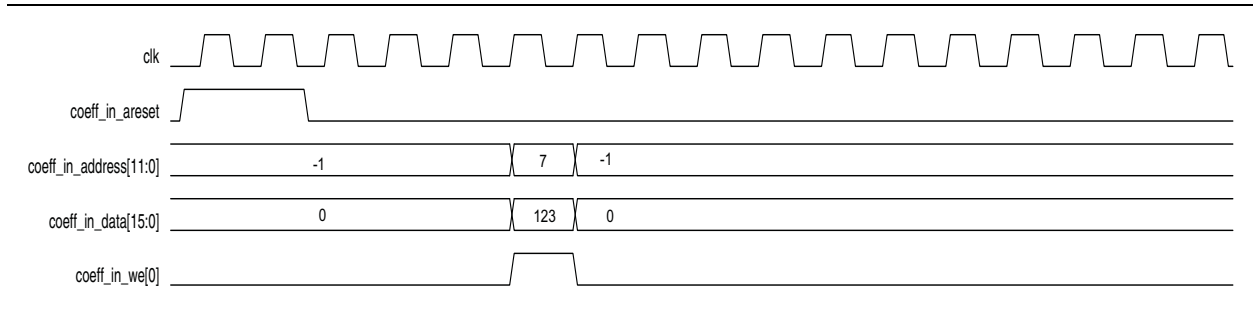 clk
coeff_in_areset
coeff_in_address[11:0] -1 7 -1
coeff_in_data[15:0] 0 123 0
coeff_in_we[0]